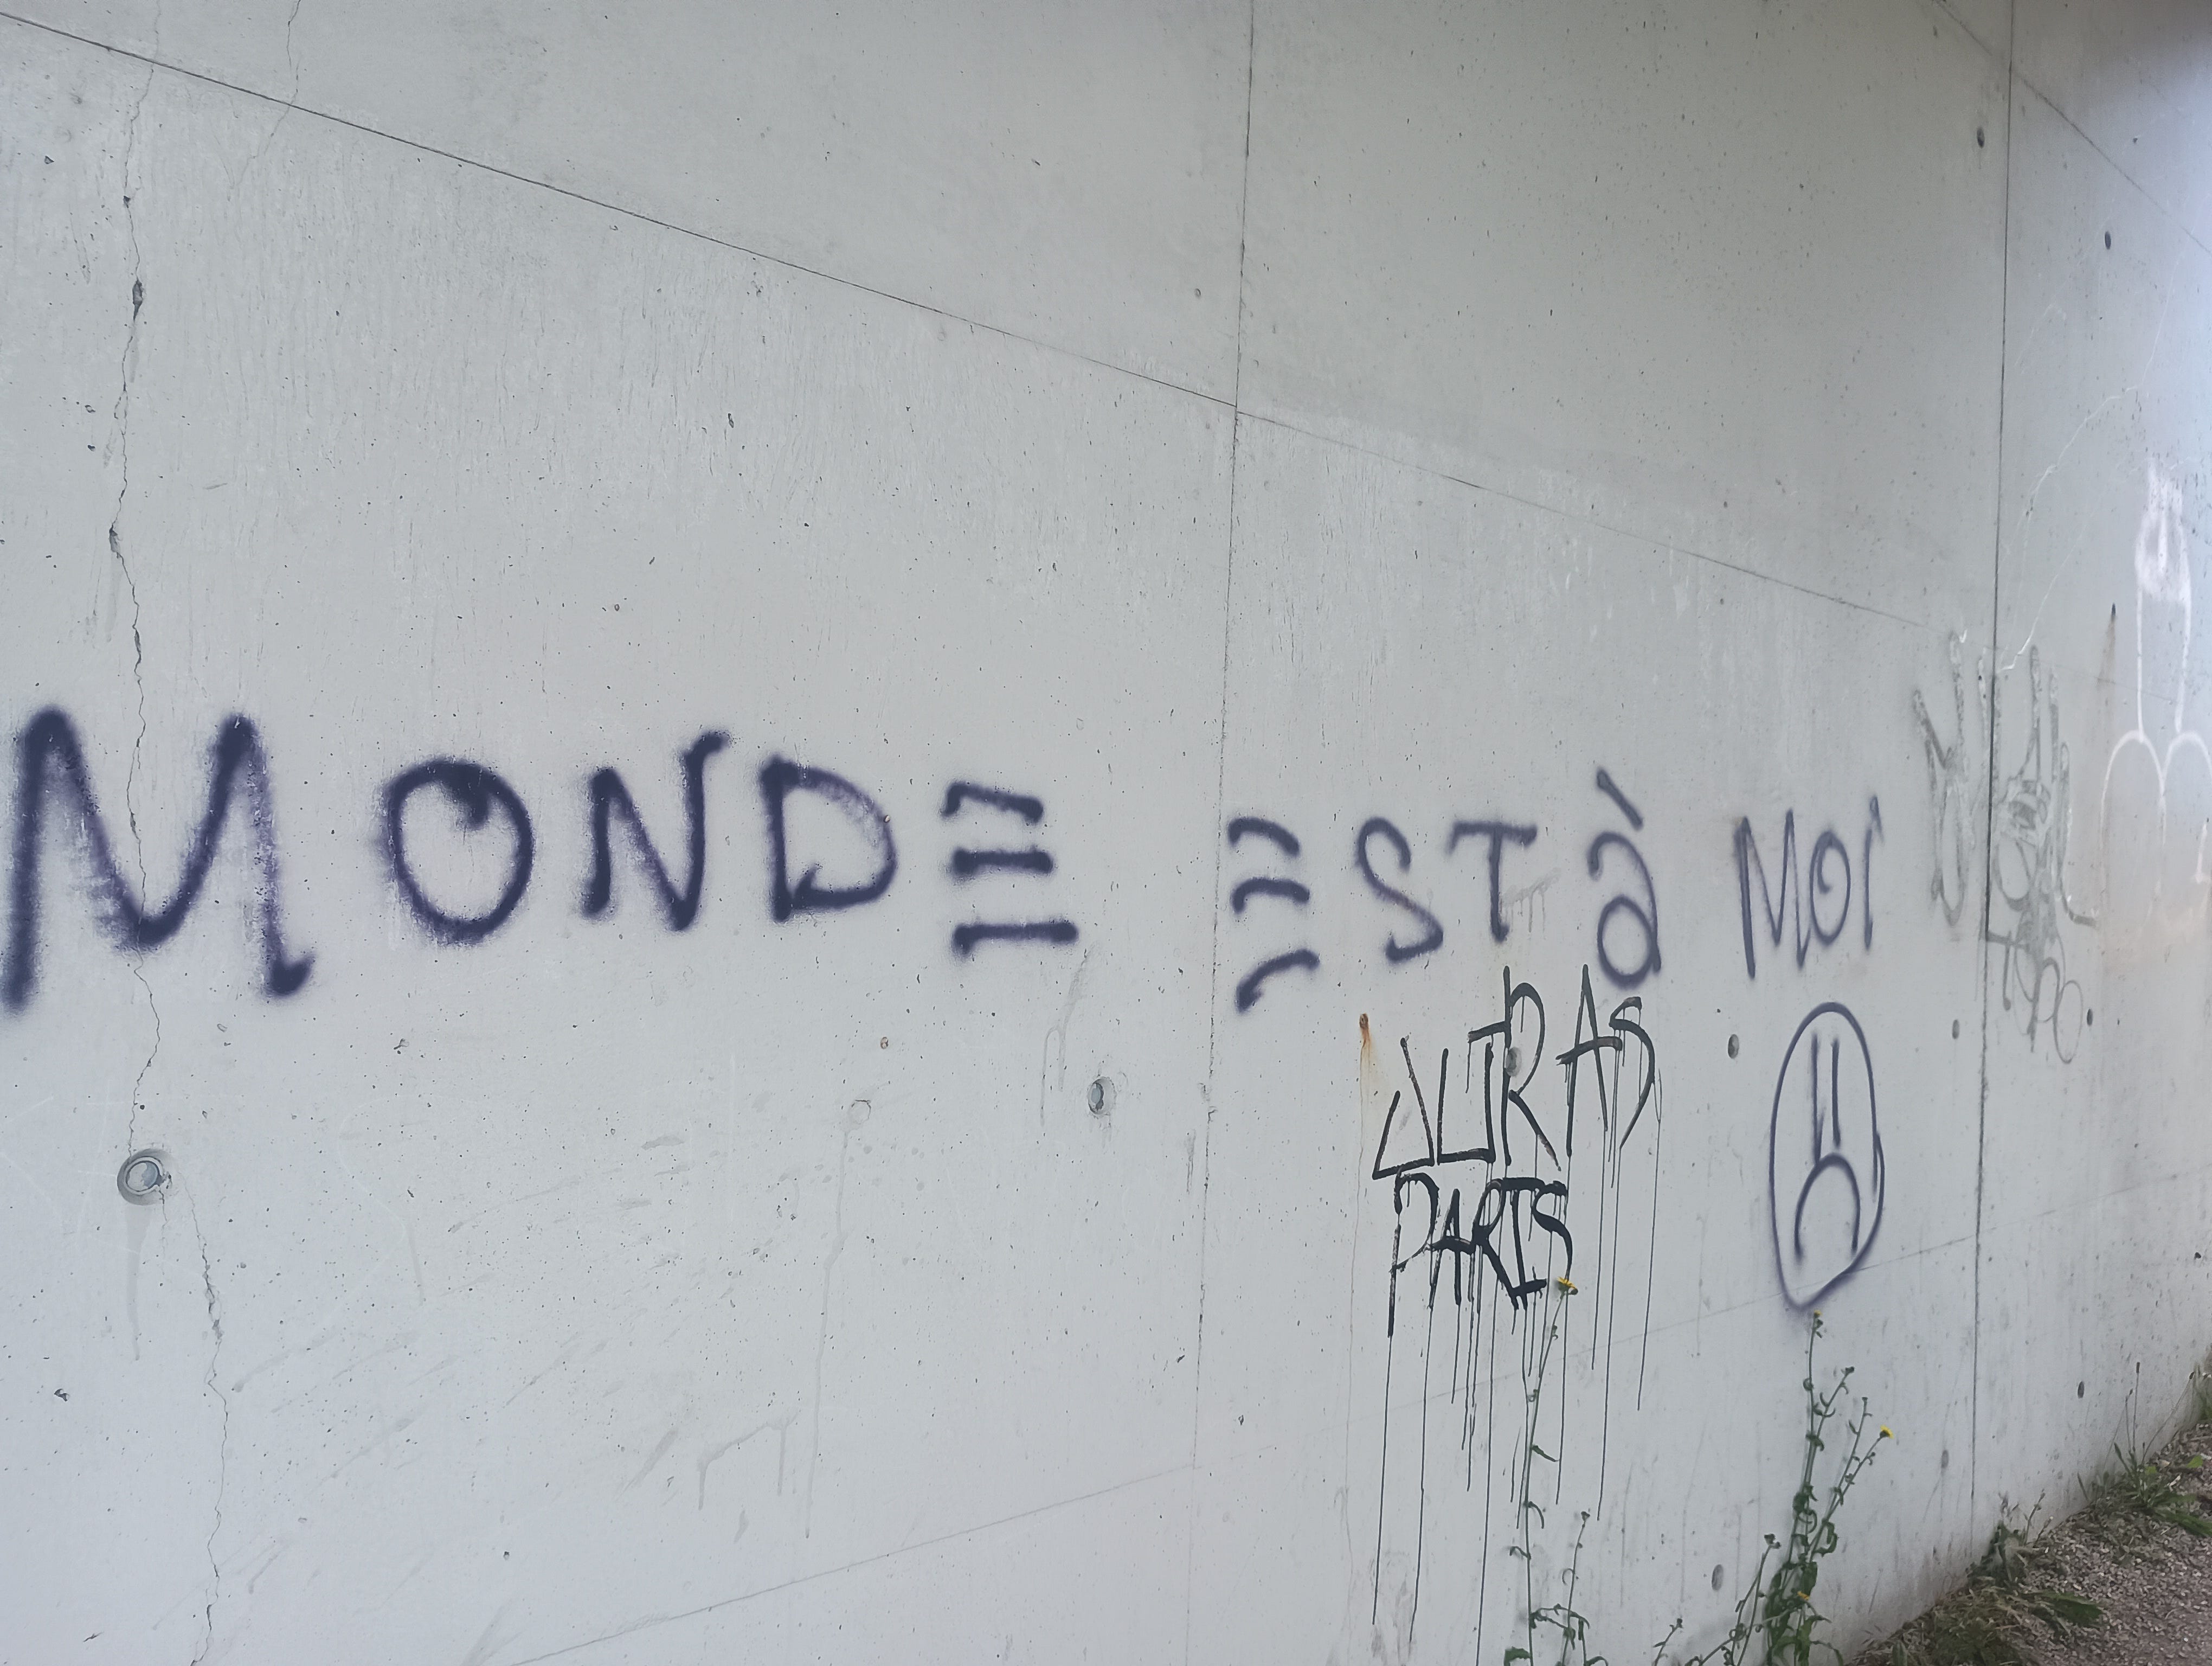 MONDE EST à MOI
ULTRAS
PARIS